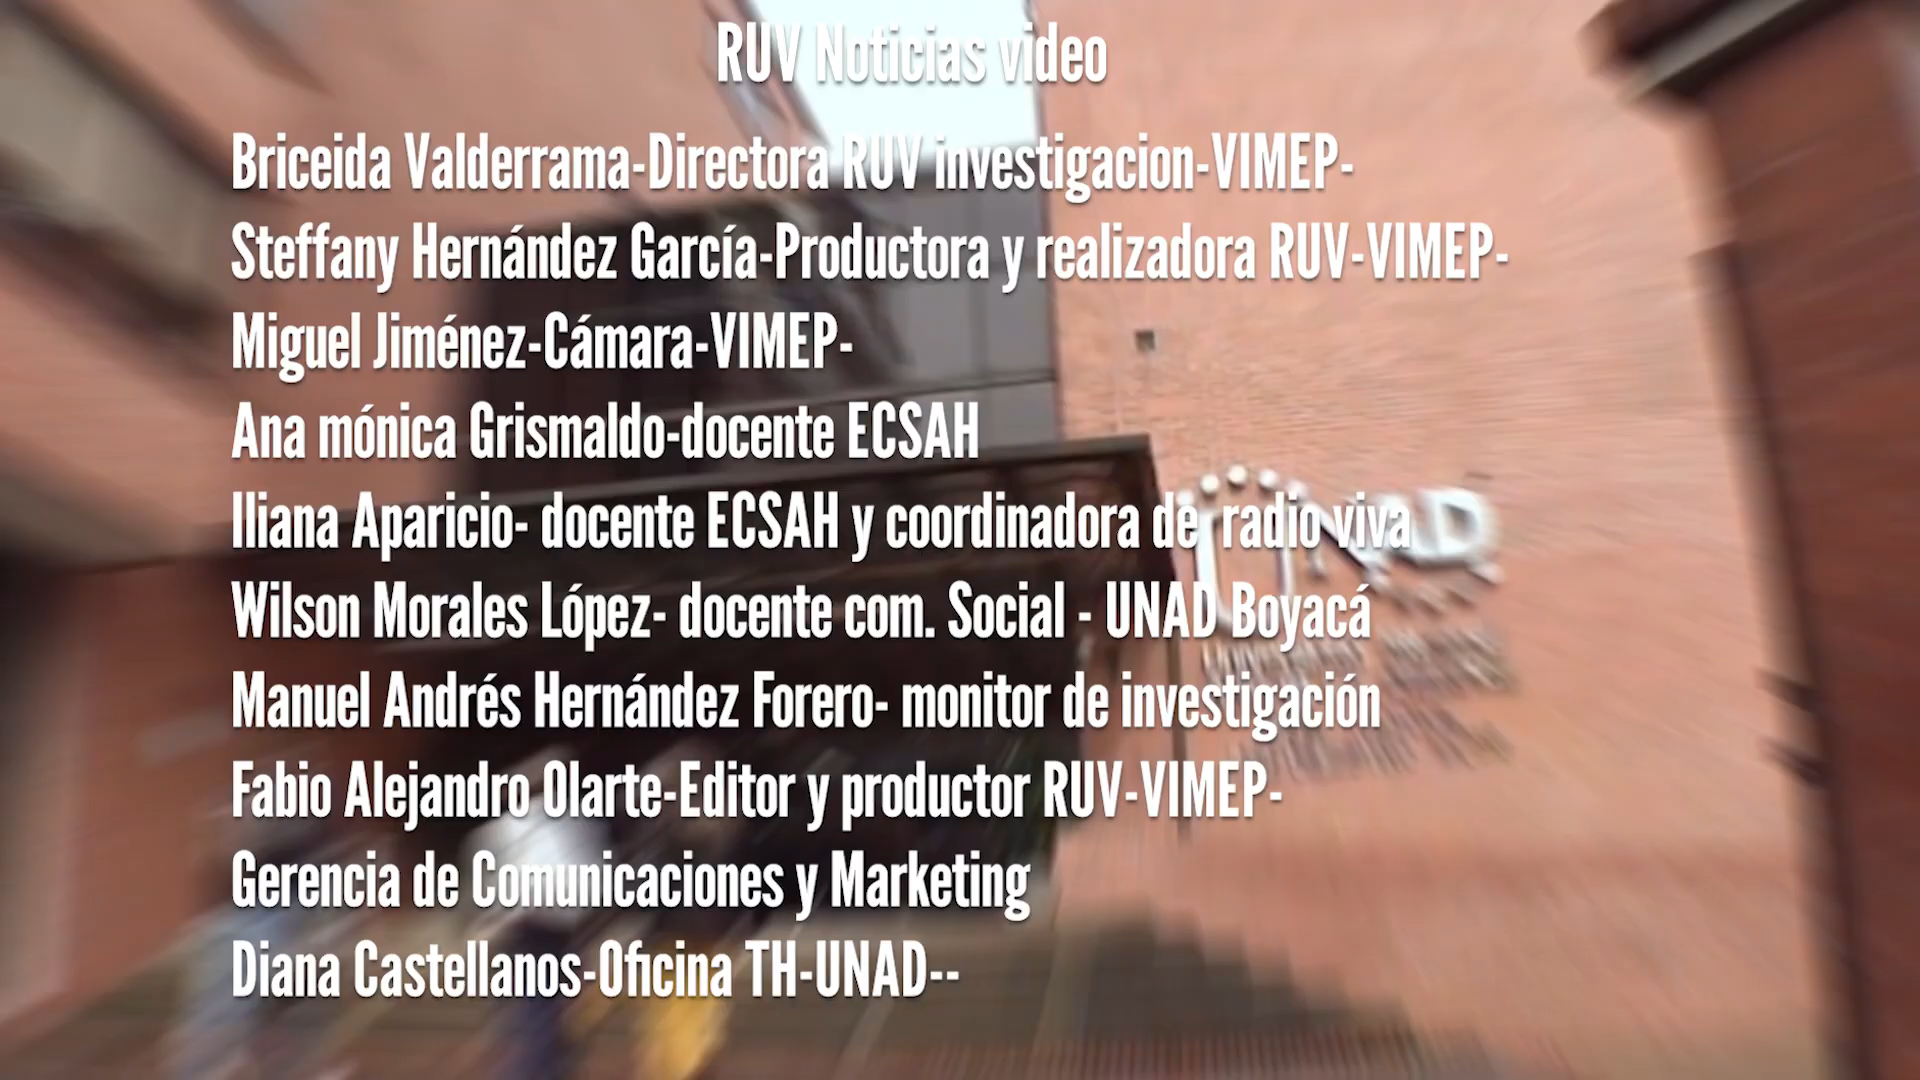 RUV Noticias video
Briceida Valderrama-Directora RUV investigacion-VIMEP-
Steffany Hernández García-Productora y realizadora RUV-VIMEP-
Miguel Jiménez-Cámara-VIMEP-
Ana mónica Grismaldo-docente ECSAH
Iliana Aparicio- docente ECSAH y coordinadora de  radio viva
Wilson Morales López- docente com. Social - UNAD Boyacá
Manuel Andrés Hernández Forero- monitor de investigación
Fabio Alejandro Olarte-Editor y productor RUV-VIMEP-
Gerencia de Comunicaciones y Marketing
Diana Castellanos-Oficina TH-UNAD--
UNAD